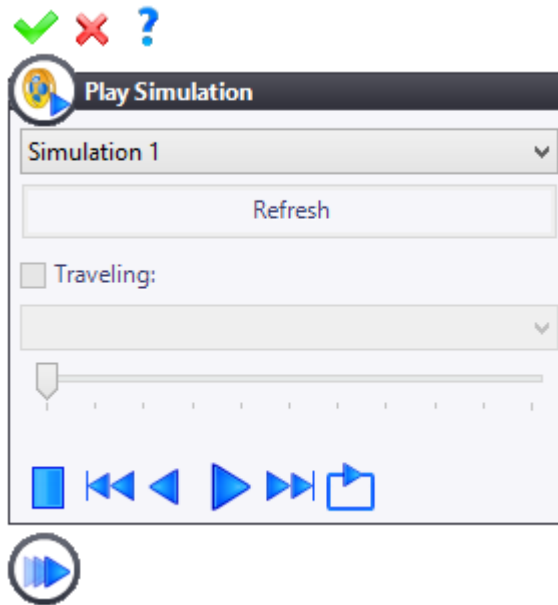 ?
Play Simulation
Simulation 1
Refresh
Traveling: